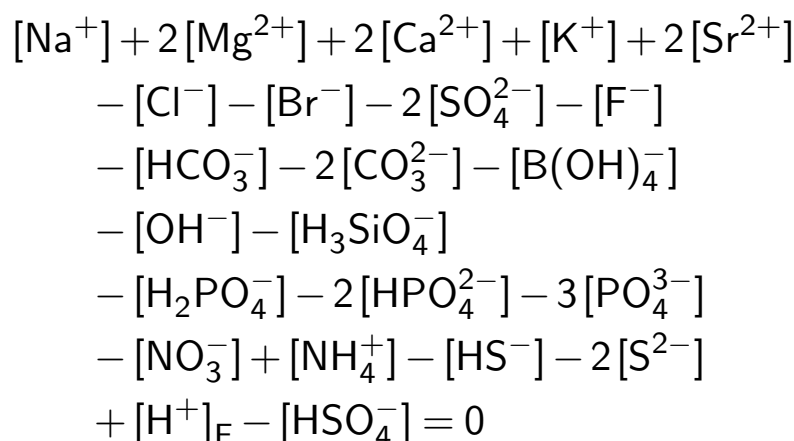 [Na⁺] + 2[Mg²⁺] + 2[Ca²⁺] + [K⁺] + 2[Sr²⁺]
− [Cl⁻] − [Br⁻] − 2[SO₄²⁻] − [F⁻]
− [HCO₃⁻] − 2[CO₃²⁻] − [B(OH)₄⁻]
− [OH⁻] − [H₃SiO₄⁻]
− [H₂PO₄⁻] − 2[HPO₄²⁻] − 3[PO₄³⁻]
− [NO₃⁻] + [NH₄⁺] − [HS⁻] − 2[S²⁻]
+ [H⁺]_F − [HSO₄⁻] = 0